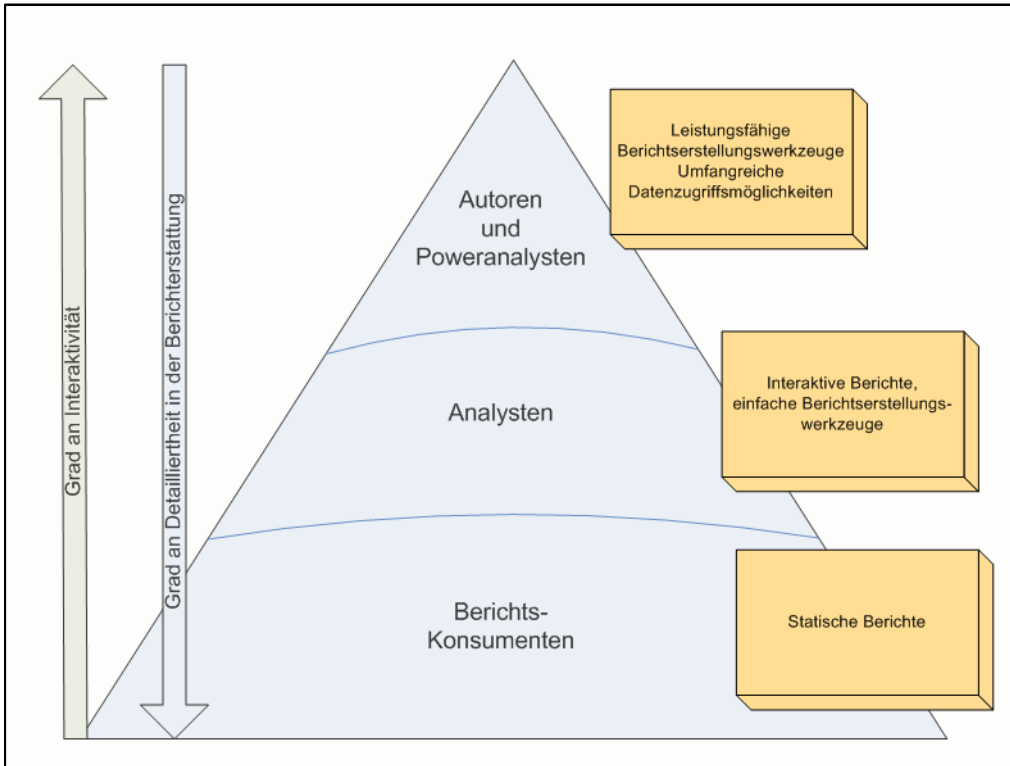 Grad an Interaktivität
Grad an Detailliertheit in der Berichterstattung
Autoren
und
Poweranalysten
Leistungsfähige
Berichtserstellungswerkzeuge
Umfangreiche
Datenzugriffsmöglichkeiten
Analysten
Interaktive Berichte,
einfache Berichtserstellungs-
werkzeuge
Berichts-
Konsumenten
Statische Berichte